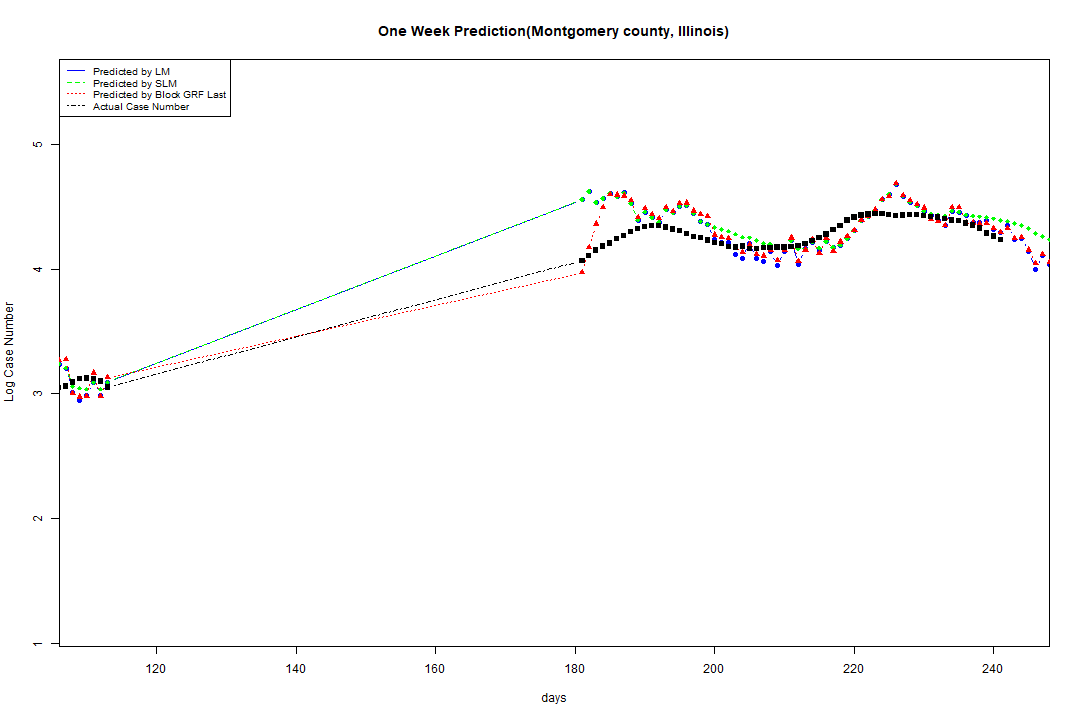 One Week Prediction(Montgomery county, Illinois)
Predicted by LM
Predicted by SLM
Predicted by Block GRF Last
Actual Case Number
5
4
3
2
1
Log Case Number
120 140 160 180 200 220 240
days